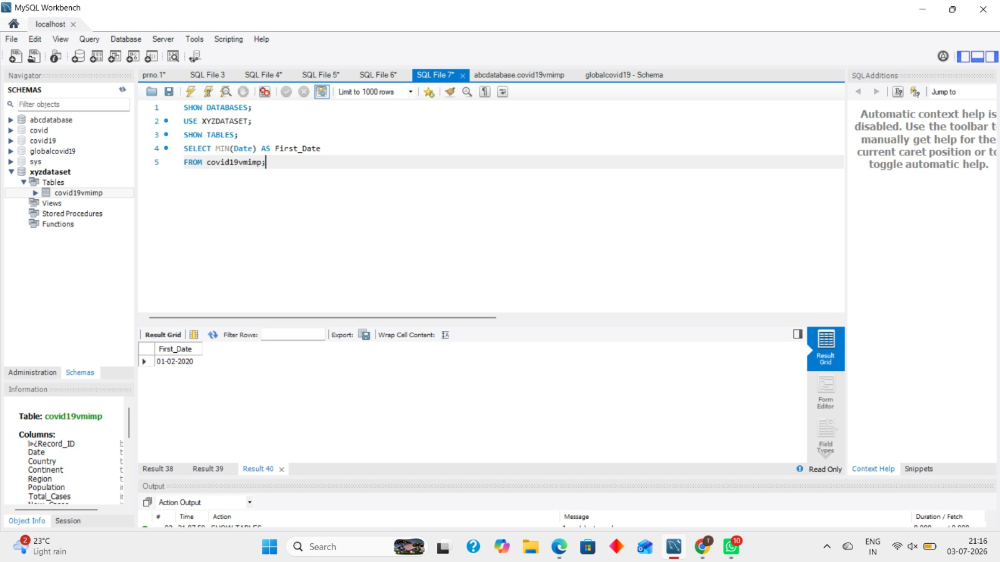 MySQL Workbench
localhost
File Edit View Query Database Server Tools Scripting Help
Navigator
SCHEMAS
Filter objects
abcdatabase
covid
covid19
globalcovid19
sys
xyzdataset
Tables
covid19vmimp
Views
Stored Procedures
Functions
Administration Schemas
Information
Table: covid19vmimp
Columns:
ï»¿Record_ID
Date
Country
Continent
Region
Population
Total_Cases
Object Info Session
prno.1* SQL File 3 SQL File 4* SQL File 5* SQL File 6* SQL File 7* abcdatabase.covid19vmimp globalcovid19 - Schema
Limit to 1000 rows
1 SHOW DATABASES;
2 USE XYZDATASET;
3 SHOW TABLES;
4 SELECT MIN(Date) AS First_Date
5 FROM covid19vmimp;
Result Grid Filter Rows: Export: Wrap Cell Content:
First_Date
01-02-2020
Result Grid
Form Editor
Field Types
Result 38 Result 39 Result 40 Read Only
Output
Action Output
# Time Action Message Duration / Fetch
SQLAdditions
Jump to
Automatic context help is
disabled. Use the toolbar t
manually get help for the
current caret position or to
toggle automatic help.
Context Help Snippets
2
23°C
Light rain
Search
T
10
ENG
IN
21:16
03-07-2026